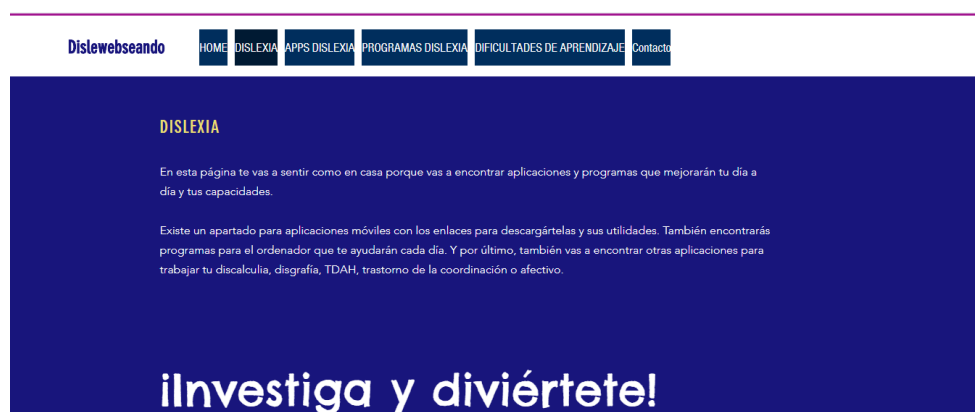 Dislewebseando
HOME DISLEXIA APPS DISLEXIA PROGRAMAS DISLEXIA DIFICULTADES DE APRENDIZAJE Contacto
DISLEXIA
En esta página te vas a sentir como en casa porque vas a encontrar aplicaciones y programas que mejorarán tu día a
día y tus capacidades.
Existe un apartado para aplicaciones móviles con los enlaces para descargártelas y sus utilidades. También encontrarás
programas para el ordenador que te ayudarán cada día. Y por último, también vas a encontrar otras aplicaciones para
trabajar tu discalculia, disgrafía, TDAH, trastorno de la coordinación o afectivo.
¡Investiga y diviértete!